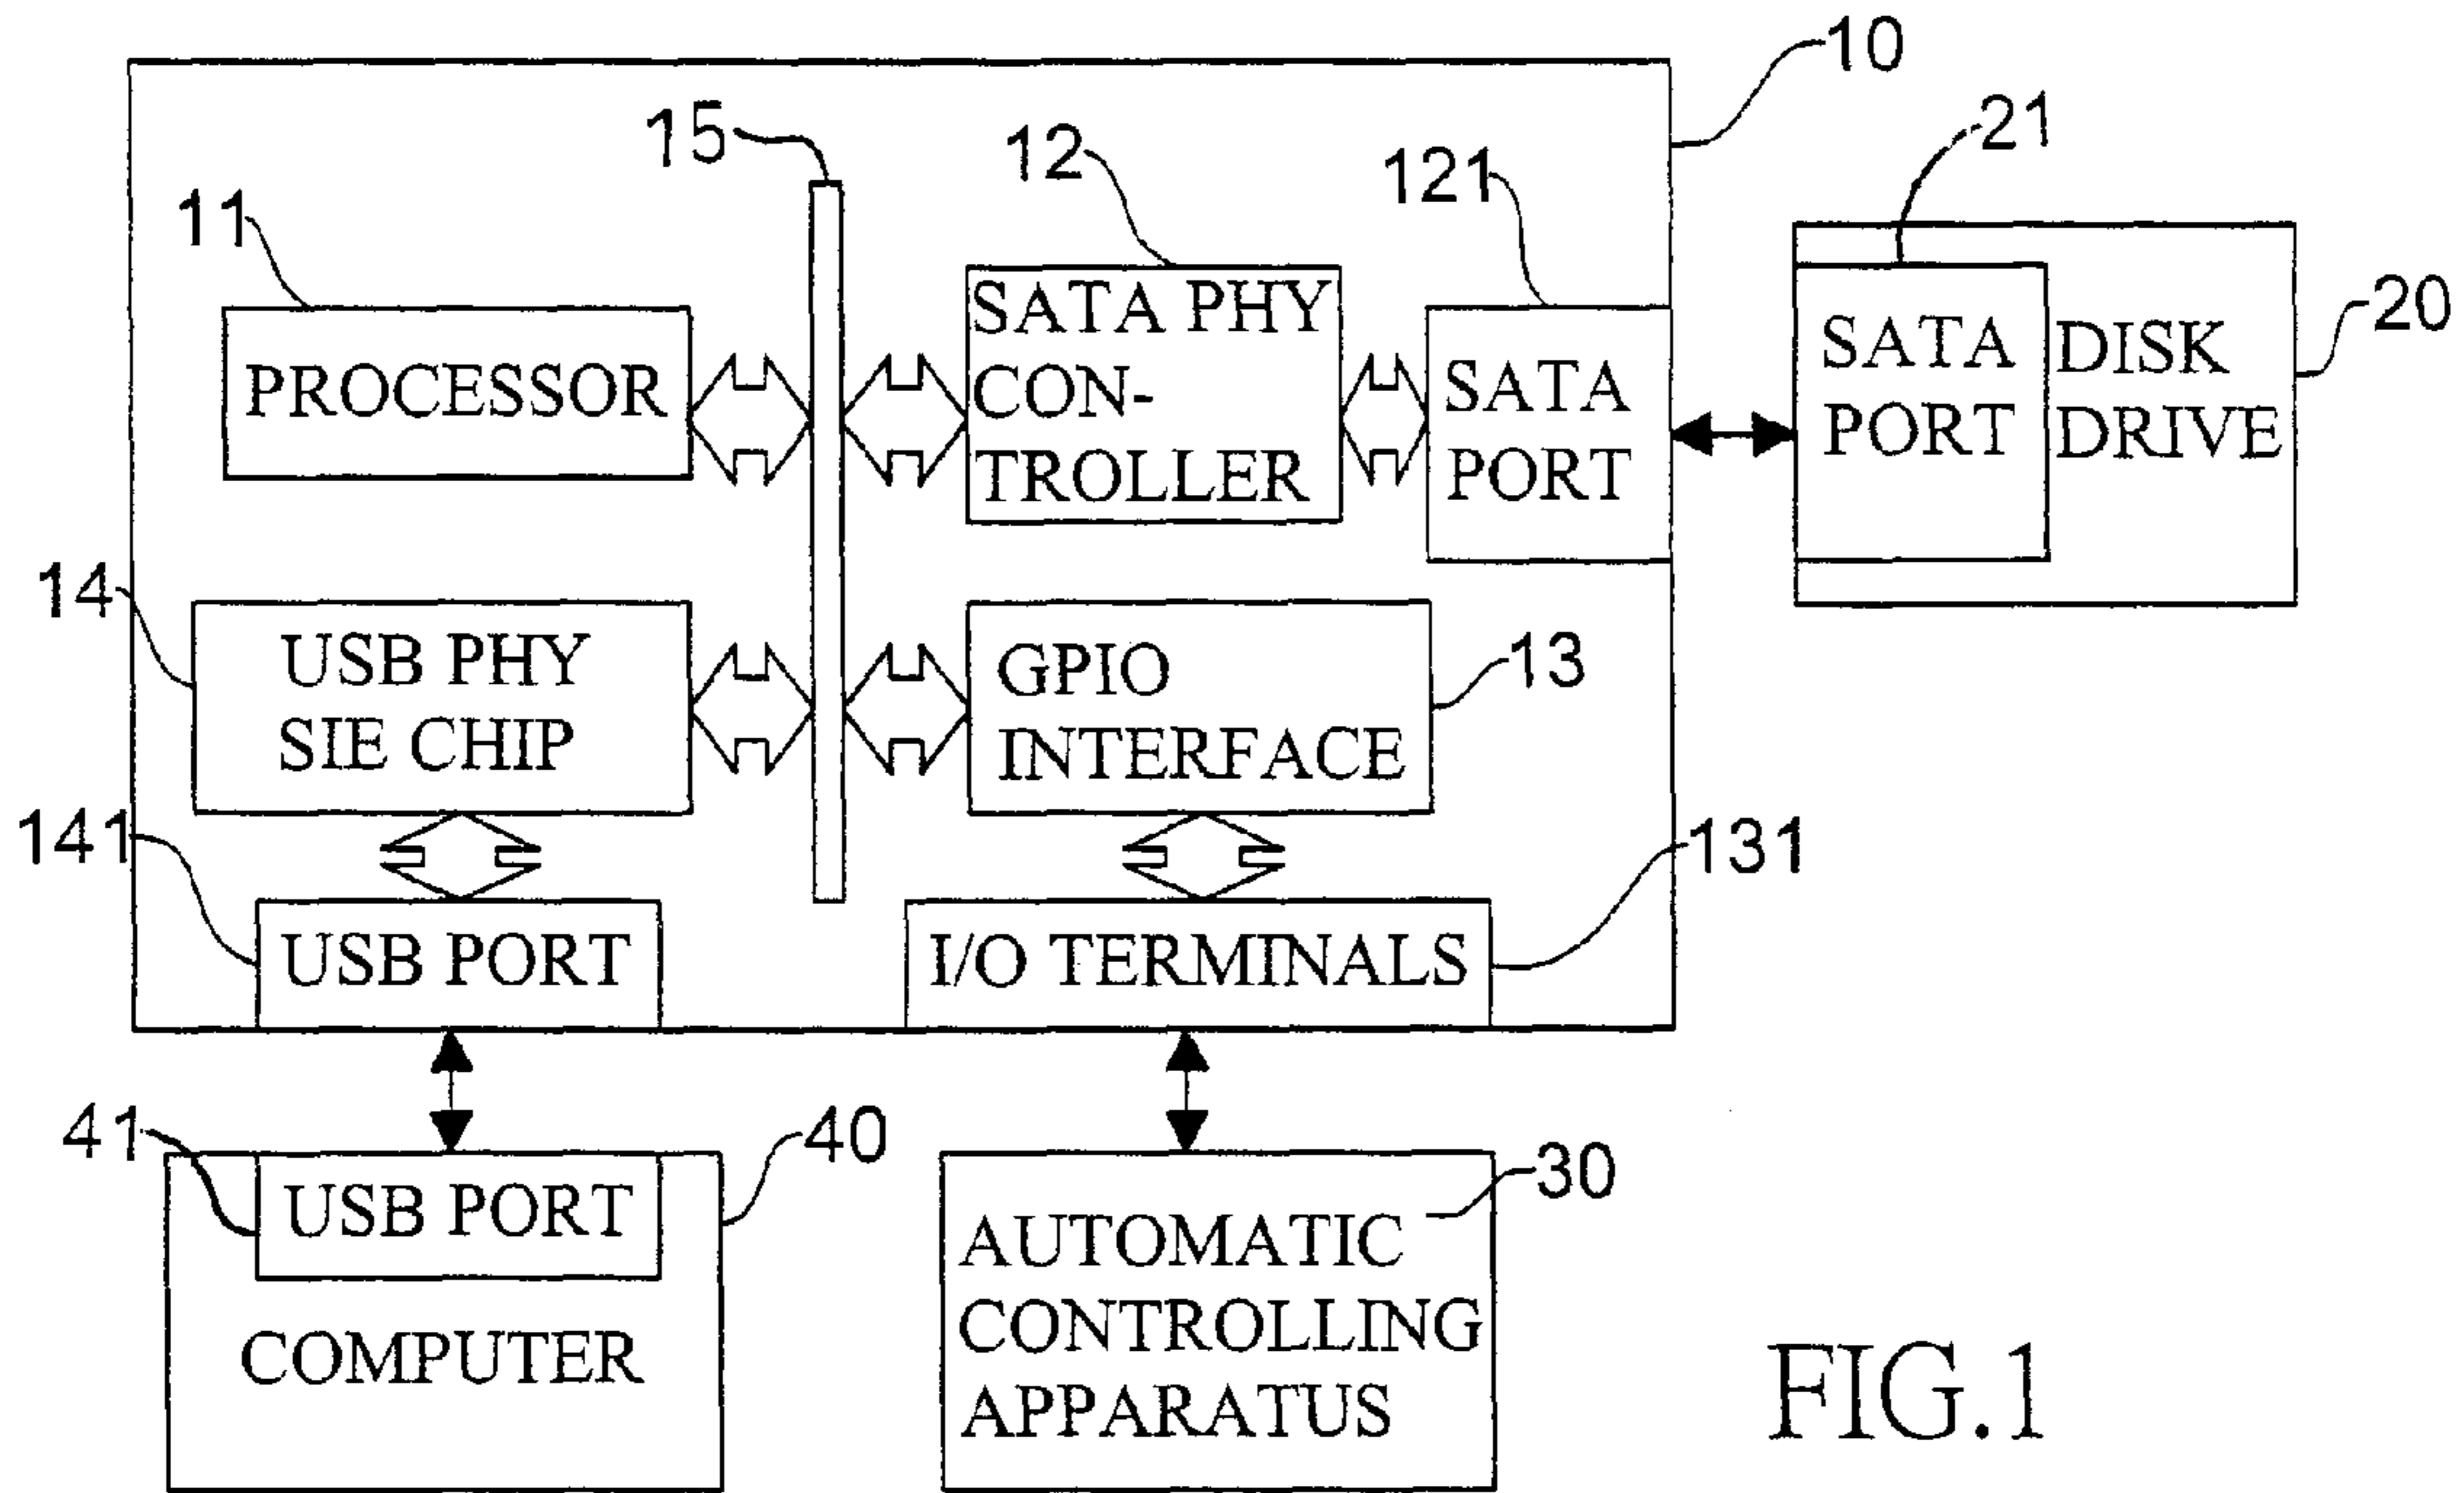 10
15
12
121
21
11
20
SATA PHY
CON-
TROLLER
PROCESSOR
SATA
PORT
SATA
PORT
DISK
DRIVE
14
USB PHY
SIE CHIP
GPIO
INTERFACE
13
141
131
USB PORT
I/O TERMINALS
41
40
30
USB PORT
COMPUTER
AUTOMATIC
CONTROLLING
APPARATUS
FIG.1